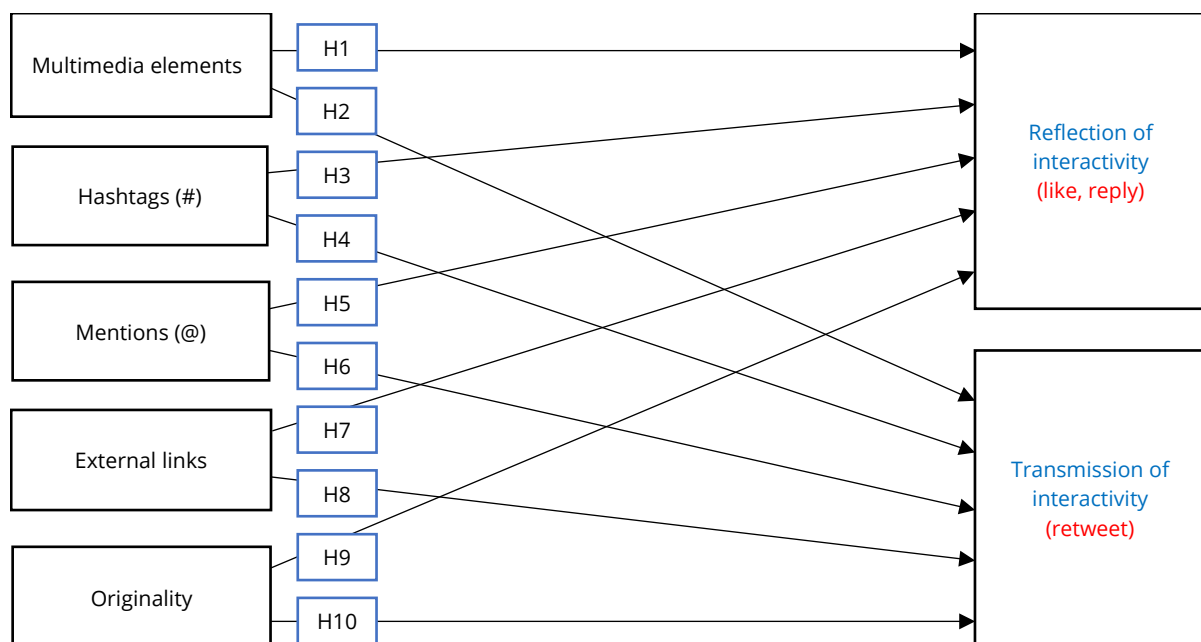 Multimedia elements
Hashtags (#)
Mentions (@)
External links
Originality
H1
H2
H3
H4
H5
H6
H7
H8
H9
H10
Reflection of
interactivity
(like, reply)
Transmission of
interactivity
(retweet)